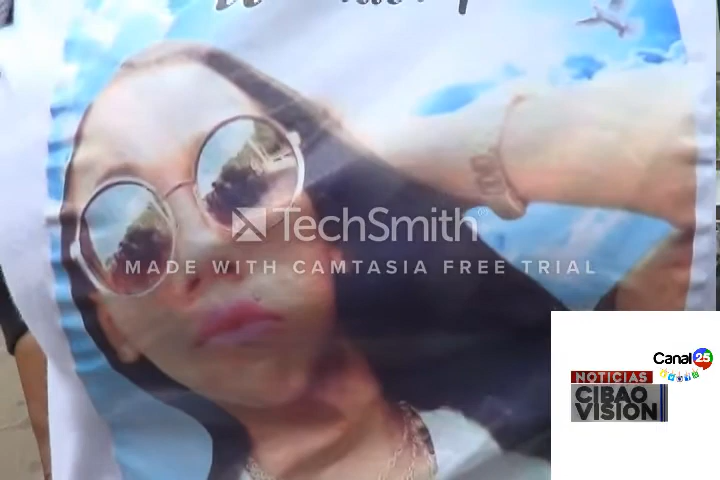 TechSmith
MADE WITH CAMTASIA FREE TRIAL
Canal 25
NOTICIAS
CIBAO
VISION